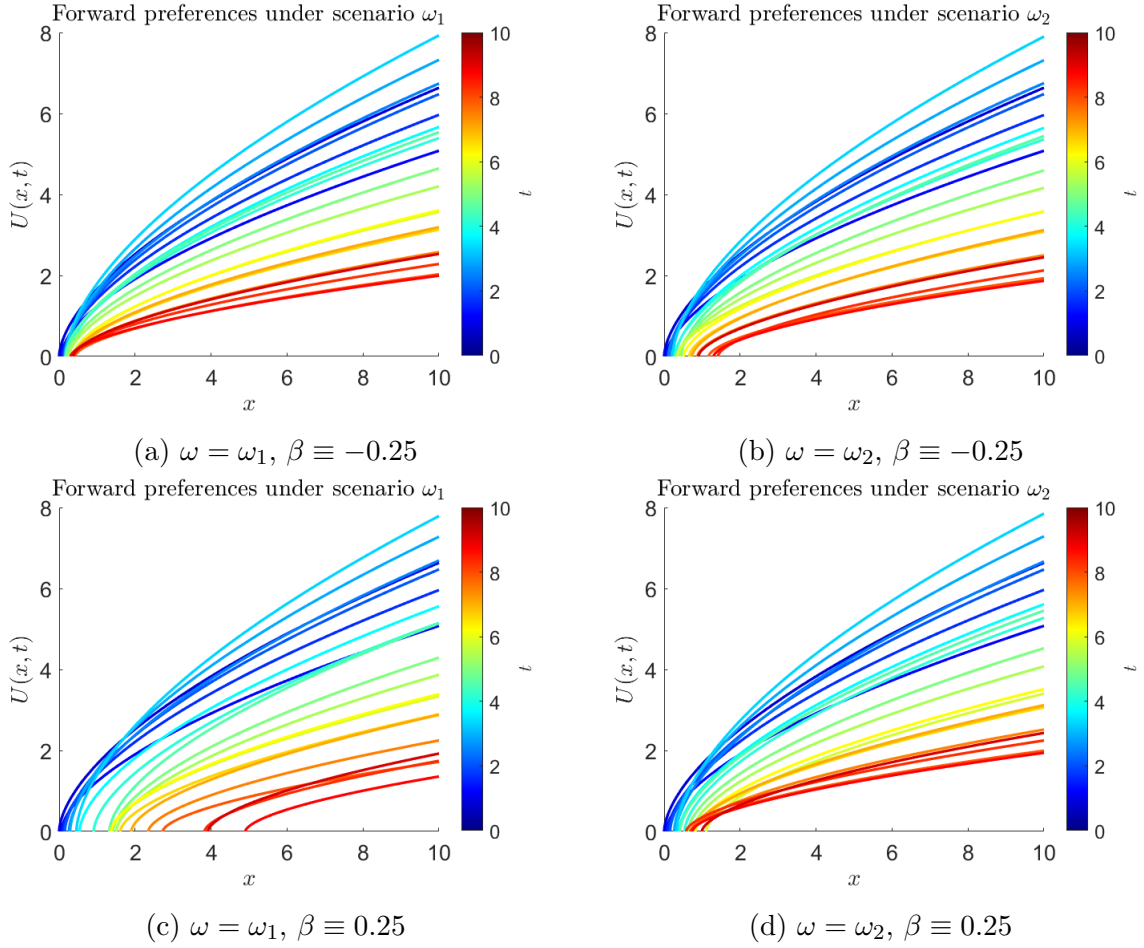 Forward preferences under scenario ω₁
8
6
4
2
0
U(x, t)
0 2 4 6 8 10
x
10
8
6
4
2
0
t
(a) ω = ω₁, β ≡ −0.25
Forward preferences under scenario ω₂
8
6
4
2
0
U(x, t)
0 2 4 6 8 10
x
10
8
6
4
2
0
t
(b) ω = ω₂, β ≡ −0.25
Forward preferences under scenario ω₁
8
6
4
2
0
U(x, t)
0 2 4 6 8 10
x
10
8
6
4
2
0
t
(c) ω = ω₁, β ≡ 0.25
Forward preferences under scenario ω₂
8
6
4
2
0
U(x, t)
0 2 4 6 8 10
x
10
8
6
4
2
0
t
(d) ω = ω₂, β ≡ 0.25